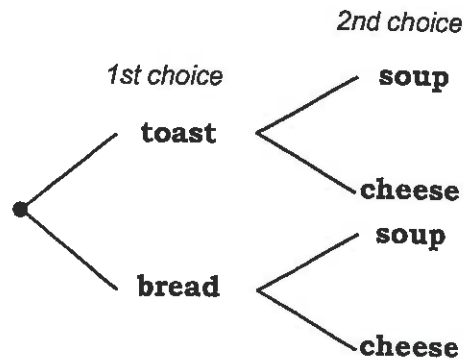 2nd choice
1st choice
soup
toast
cheese
soup
bread
cheese